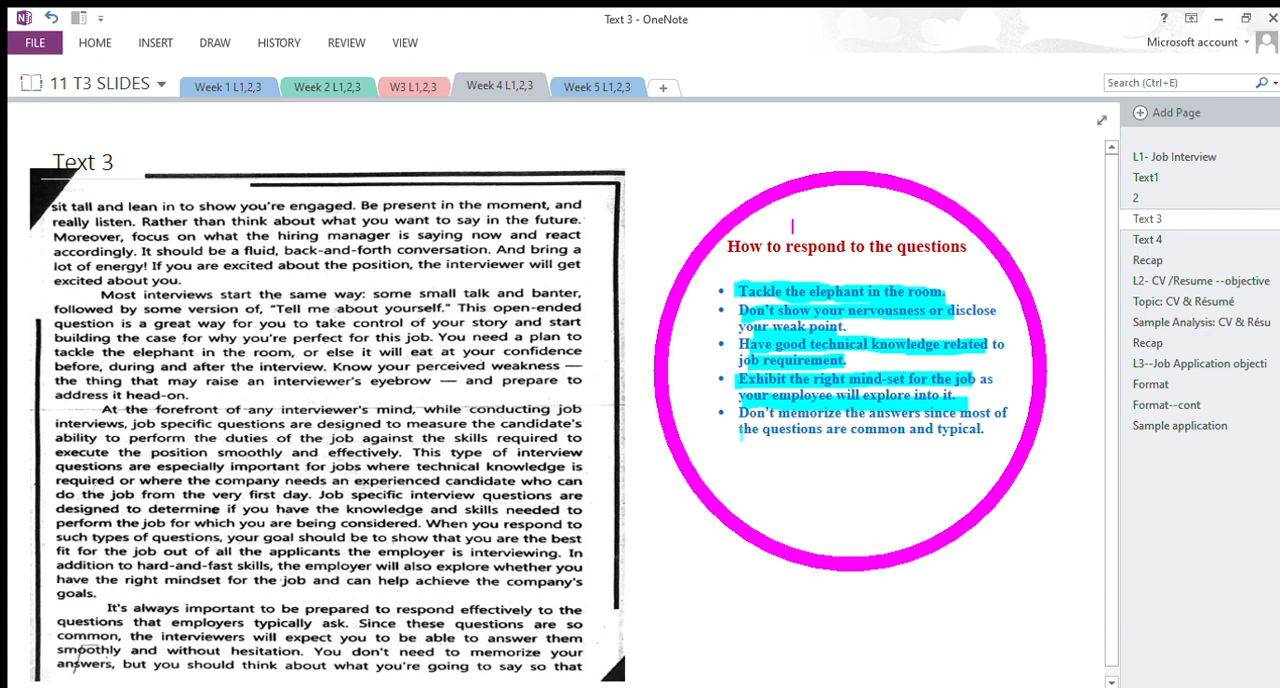 Text 3 - OneNote
?
FILE HOME INSERT DRAW HISTORY REVIEW VIEW
Microsoft account
11 T3 SLIDES
Week 1 L1,2,3
Week 2 L1,2,3
W3 L1,2,3
Week 4 L1,2,3
Week 5 L1,2,3
+
Search (Ctrl+E)
Add Page
Text 3
sit tall and lean in to show you're engaged. Be present in the moment, and
really listen. Rather than think about what you want to say in the future.
Moreover, focus on what the hiring manager is saying now and react
accordingly. It should be a fluid, back-and-forth conversation. And bring a
lot of energy! If you are excited about the position, the interviewer will get
excited about you.
Most interviews start the same way: some small talk and banter,
followed by some version of, "Tell me about yourself." This open-ended
question is a great way for you to take control of your story and start
building the case for why you're perfect for this job. You need a plan to
tackle the elephant in the room, or else it will eat at your confidence
before, during and after the interview. Know your perceived weakness —
the thing that may raise an interviewer's eyebrow — and prepare to
address it head-on.
At the forefront of any interviewer's mind, while conducting job
interviews, job specific questions are designed to measure the candidate's
ability to perform the duties of the job against the skills required to
execute the position smoothly and effectively. This type of interview
questions are especially important for jobs where technical knowledge is
required or where the company needs an experienced candidate who can
do the job from the very first day. Job specific interview questions are
designed to determine if you have the knowledge and skills needed to
perform the job for which you are being considered. When you respond to
such types of questions, your goal should be to show that you are the best
fit for the job out of all the applicants the employer is interviewing. In
addition to hard-and-fast skills, the employer will also explore whether you
have the right mindset for the job and can help achieve the company's
goals.
It's always important to be prepared to respond effectively to the
questions that employers typically ask. Since these questions are so
common, the interviewers will expect you to be able to answer them
smoothly and without hesitation. You don't need to memorize your
answers, but you should think about what you're going to say so that
How to respond to the questions
• Tackle the elephant in the room.
• Don't show your nervousness or disclose
your weak point.
• Have good technical knowledge related to
job requirement.
• Exhibit the right mind-set for the job as
your employee will explore into it.
• Don't memorize the answers since most of
the questions are common and typical.
L1- Job Interview
Text1
2
Text 3
Text 4
Recap
L2- CV /Resume --objective
Topic: CV & Résumé
Sample Analysis: CV & Résu
Recap
L3--Job Application objecti
Format
Format--cont
Sample application